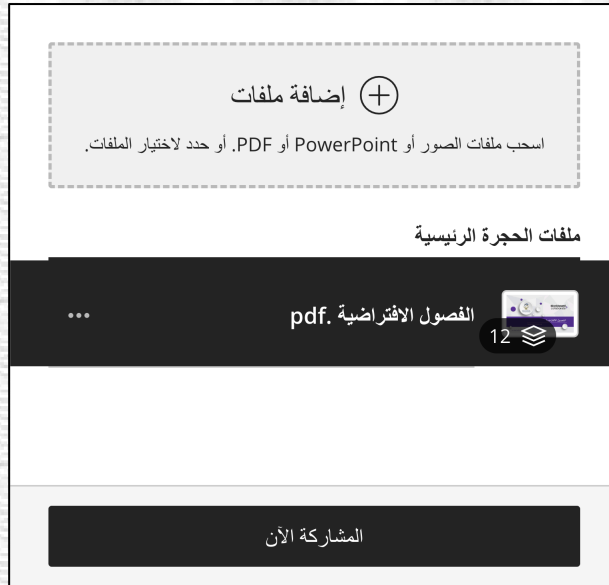 إضافة ملفات
اسحب ملفات الصور أو PowerPoint أو PDF. أو حدد لاختيار الملفات.
ملفات الحجرة الرئيسية
الفصول الافتراضية .pdf
12
المشاركة الآن